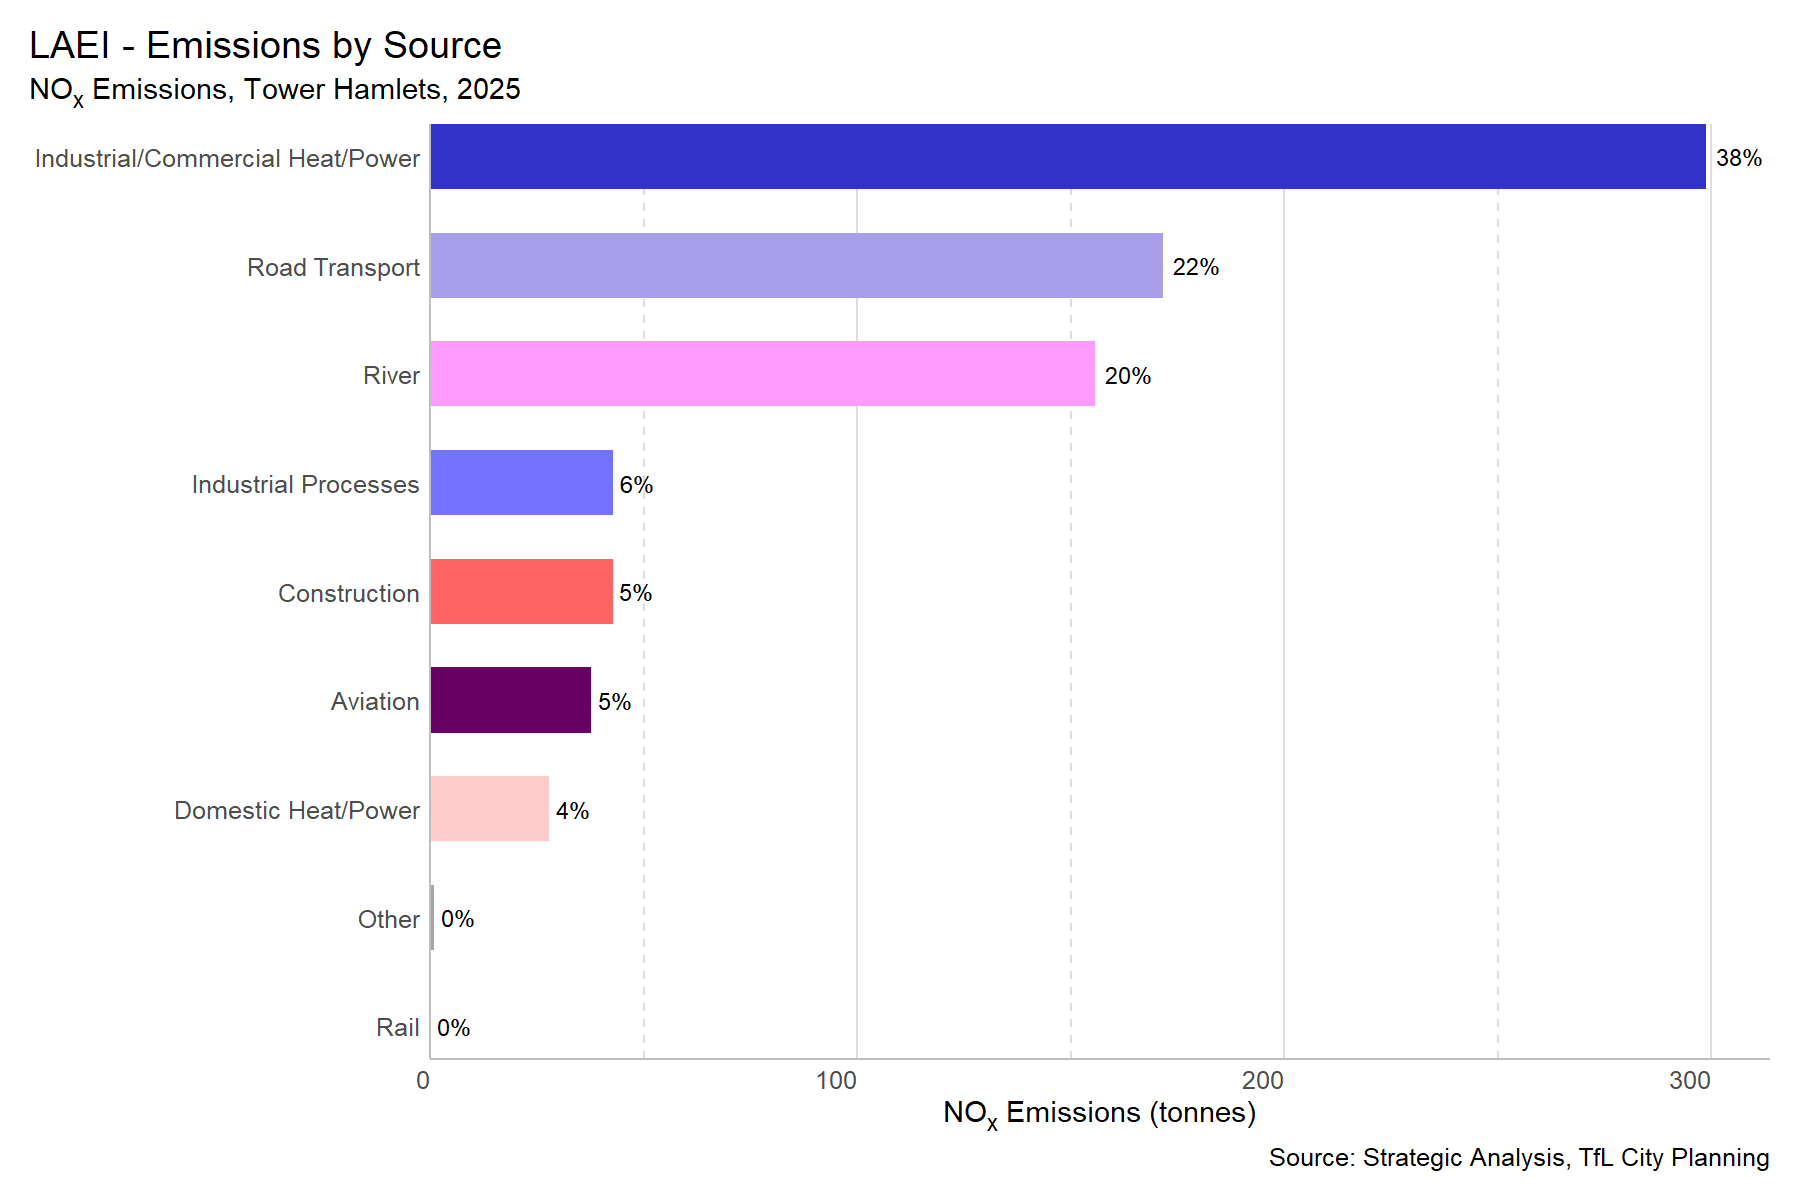 LAEI - Emissions by Source
NOx Emissions, Tower Hamlets, 2025
Industrial/Commercial Heat/Power 38%
Road Transport 22%
River 20%
Industrial Processes 6%
Construction 5%
Aviation 5%
Domestic Heat/Power 4%
Other 0%
Rail 0%
0 100 200 300
NOx Emissions (tonnes)
Source: Strategic Analysis, TfL City Planning